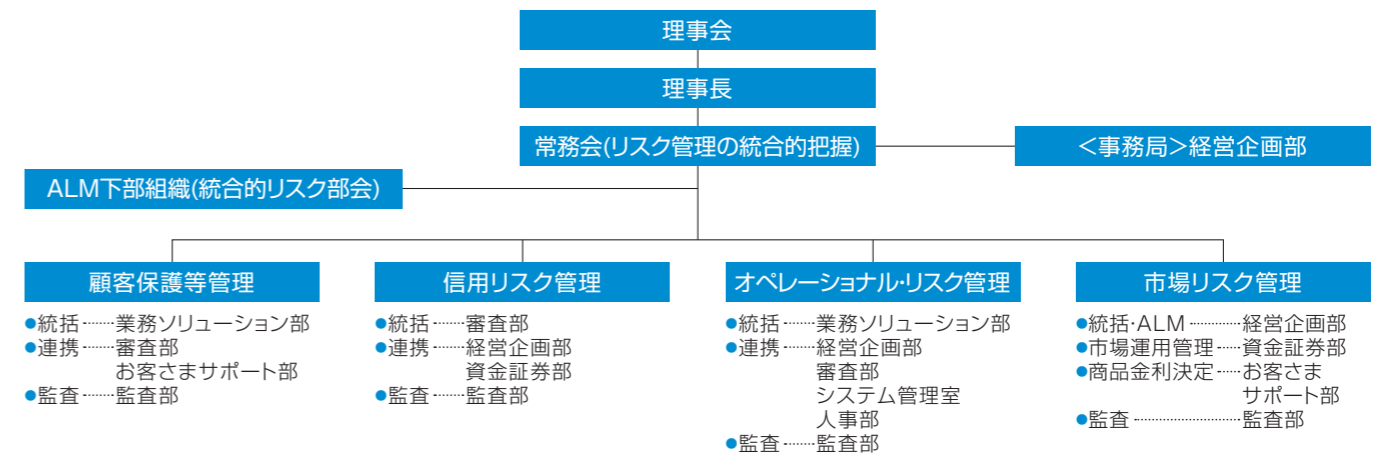 理事会
理事長
常務会(リスク管理の統合的把握)
＜事務局＞経営企画部
ALM下部組織(統合的リスク部会)
顧客保護等管理
●統括……業務ソリューション部
●連携……審査部
お客さまサポート部
●監査……監査部
信用リスク管理
●統括……審査部
●連携……経営企画部
資金証券部
●監査……監査部
オペレーショナル・リスク管理
●統括……業務ソリューション部
●連携……経営企画部
審査部
システム管理室
人事部
●監査……監査部
市場リスク管理
●統括・ALM…………経営企画部
●市場運用管理……資金証券部
●商品金利決定……お客さま
サポート部
●監査…………………監査部